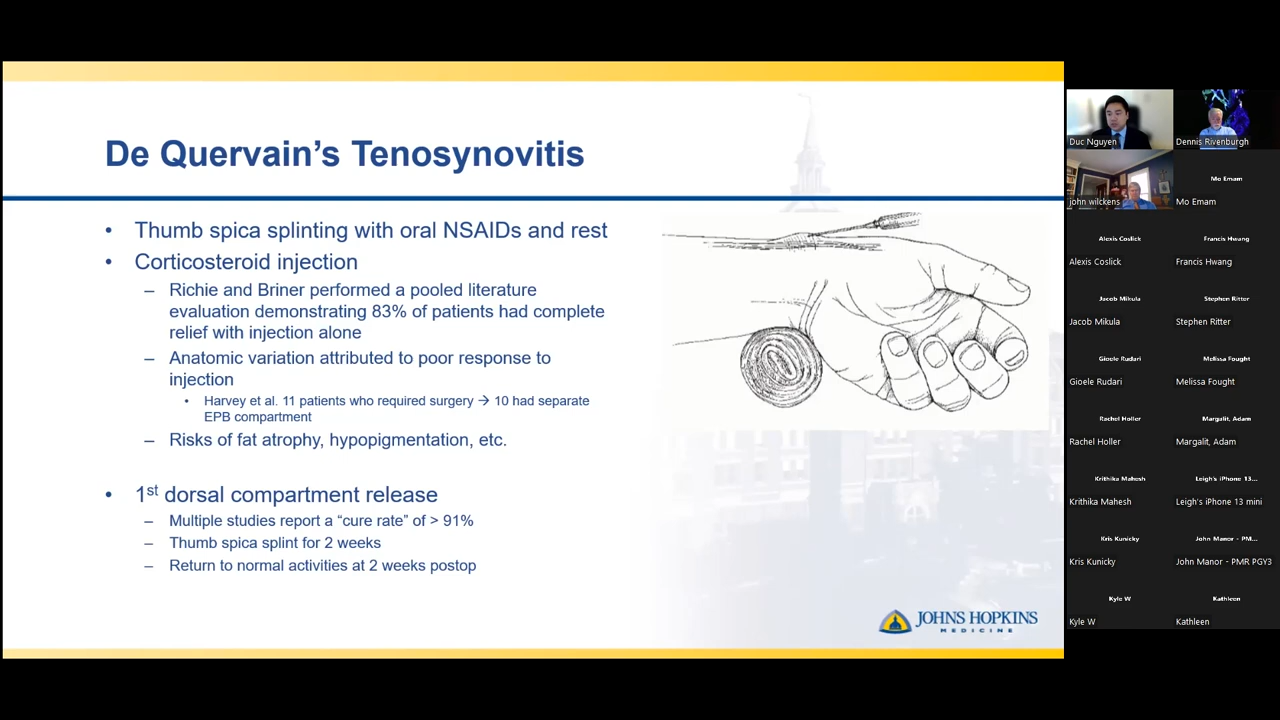 De Quervain’s Tenosynovitis
• Thumb spica splinting with oral NSAIDs and rest
• Corticosteroid injection
– Richie and Briner performed a pooled literature
evaluation demonstrating 83% of patients had complete
relief with injection alone
– Anatomic variation attributed to poor response to
injection
• Harvey et al. 11 patients who required surgery → 10 had separate
EPB compartment
– Risks of fat atrophy, hypopigmentation, etc.
• 1st dorsal compartment release
– Multiple studies report a “cure rate” of > 91%
– Thumb spica splint for 2 weeks
– Return to normal activities at 2 weeks postop
JOHNS HOPKINS
MEDICINE
Duc Nguyen
Dennis Rivenburgh
john wilckens
Mo Emam
Mo Emam
Alexis Coslick
Alexis Coslick
Francis Hwang
Francis Hwang
Jacob Mikula
Jacob Mikula
Stephen Ritter
Stephen Ritter
Gioele Rudari
Gioele Rudari
Melissa Fought
Melissa Fought
Rachel Holler
Rachel Holler
Margalit, Adam
Margalit, Adam
Krithika Mahesh
Krithika Mahesh
Leigh's iPhone 13...
Leigh's iPhone 13 mini
Kris Kunicky
Kris Kunicky
John Manor - PM...
John Manor - PMR PGY3
Kyle W
Kyle W
Kathleen
Kathleen